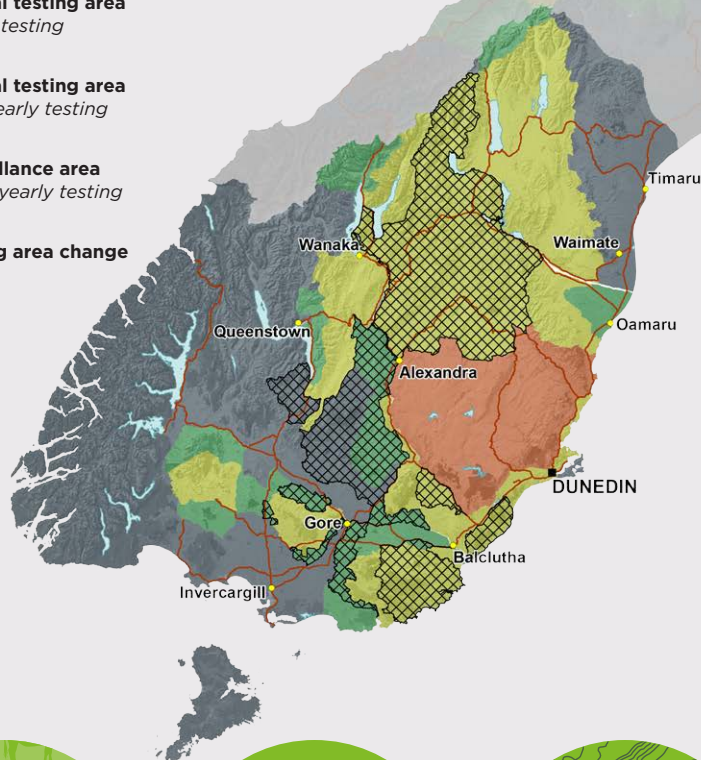 testing area
testing
testing area
early testing
area
yearly testing
area change
Timaru
Waimate
Wanaka
Queenstown
Oamaru
Alexandra
DUNEDIN
Gore
Balclutha
Invercargill